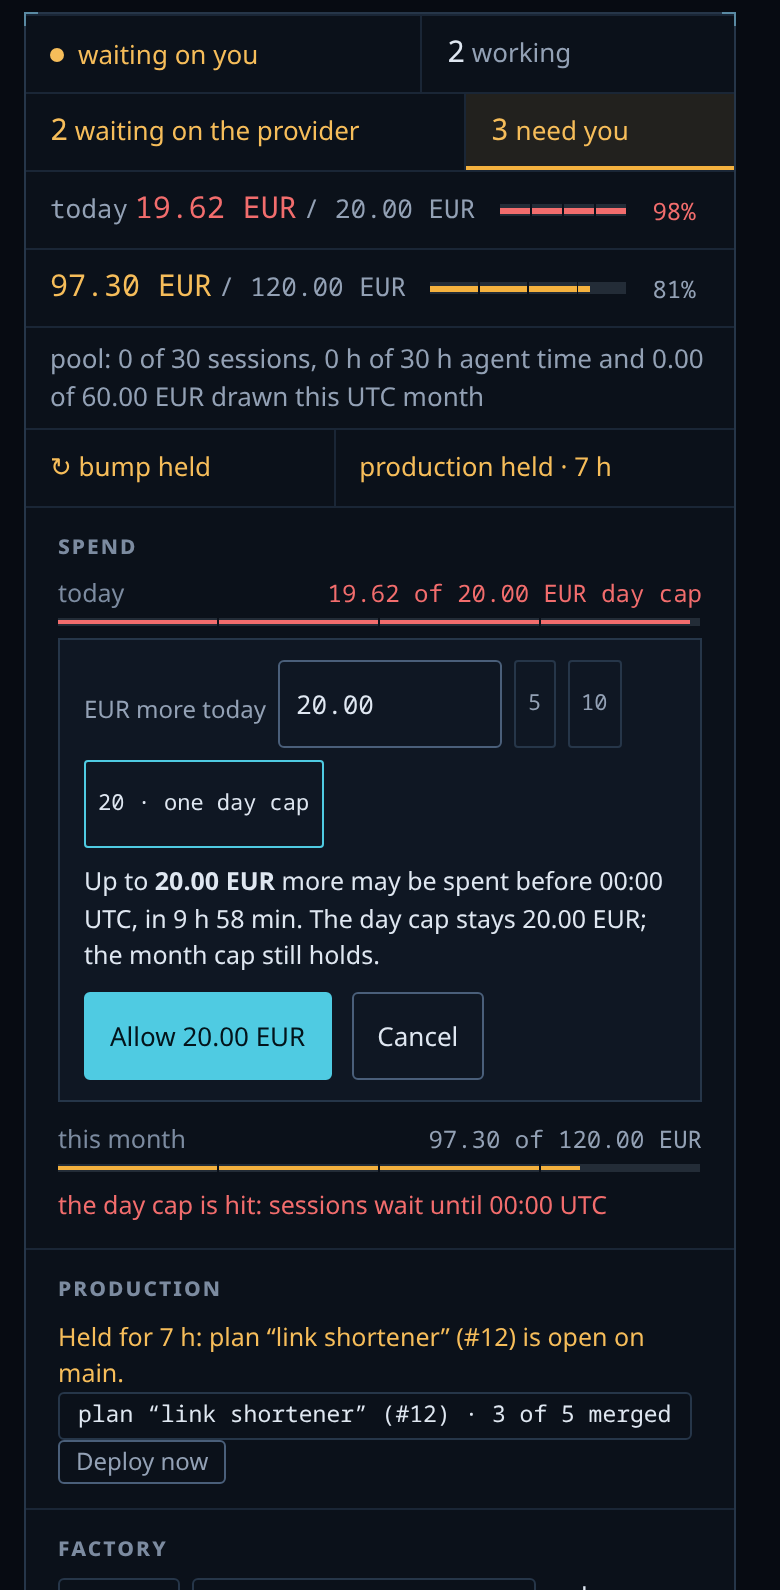 waiting on you
2 working
2 waiting on the provider
3 need you
today 19.62 EUR / 20.00 EUR 98%
97.30 EUR / 120.00 EUR 81%
pool: 0 of 30 sessions, 0 h of 30 h agent time and 0.00
of 60.00 EUR drawn this UTC month
↻ bump held
production held · 7 h
SPEND
today 19.62 of 20.00 EUR day cap
EUR more today 20.00 5 10
20 · one day cap
Up to 20.00 EUR more may be spent before 00:00
UTC, in 9 h 58 min. The day cap stays 20.00 EUR;
the month cap still holds.
Allow 20.00 EUR
Cancel
this month 97.30 of 120.00 EUR
the day cap is hit: sessions wait until 00:00 UTC
PRODUCTION
Held for 7 h: plan “link shortener” (#12) is open on
main.
plan “link shortener” (#12) · 3 of 5 merged
Deploy now
FACTORY